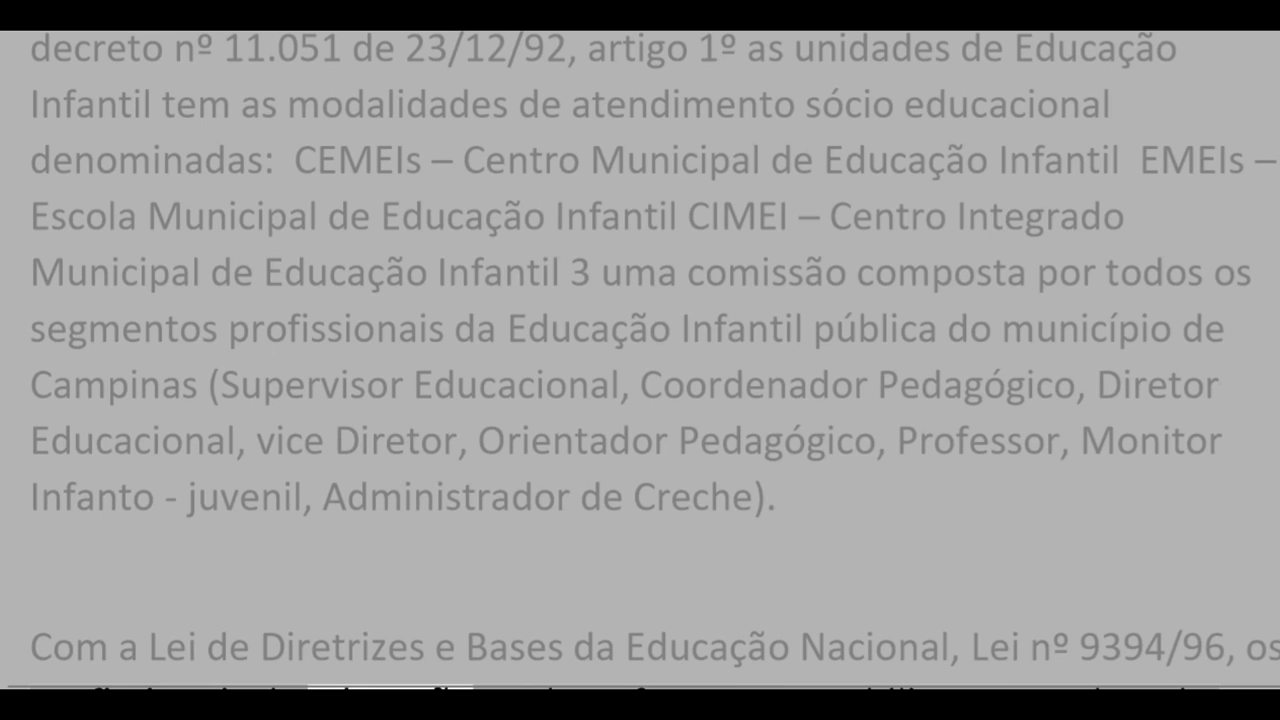 decreto nº 11.051 de 23/12/92, artigo 1º as unidades de Educação
Infantil tem as modalidades de atendimento sócio educacional
denominadas:  CEMEIs – Centro Municipal de Educação Infantil  EMEIs –
Escola Municipal de Educação Infantil CIMEI – Centro Integrado
Municipal de Educação Infantil 3 uma comissão composta por todos os
segmentos profissionais da Educação Infantil pública do município de
Campinas (Supervisor Educacional, Coordenador Pedagógico, Diretor
Educacional, vice Diretor, Orientador Pedagógico, Professor, Monitor
Infanto - juvenil, Administrador de Creche).
Com a Lei de Diretrizes e Bases da Educação Nacional, Lei nº 9394/96, os